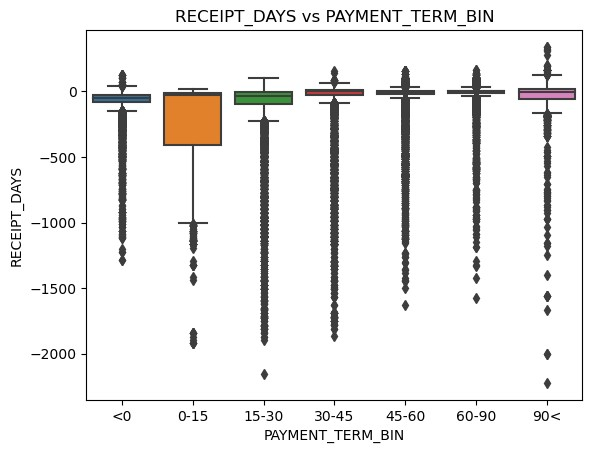 RECEIPT_DAYS vs PAYMENT_TERM_BIN
RECEIPT_DAYS
0
−500
−1000
−1500
−2000
<0 0-15 15-30 30-45 45-60 60-90 90<
PAYMENT_TERM_BIN